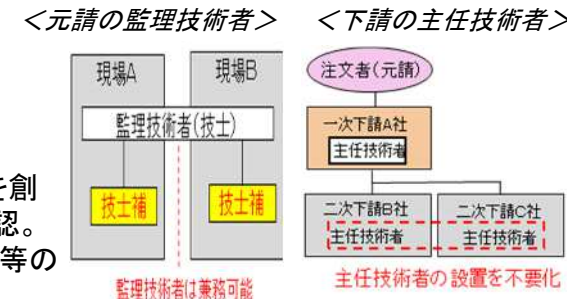 ＜元請の監理技術者＞
＜下請の主任技術者＞
現場A
現場B
監理技術者(技士)
技士補
技士補
監理技術者は兼務可能
注文者(元請)
一次下請A社
主任技術者
二次下請B社
主任技術者
二次下請C社
主任技術者
主任技術者の設置を不要化
を創
認。
等の